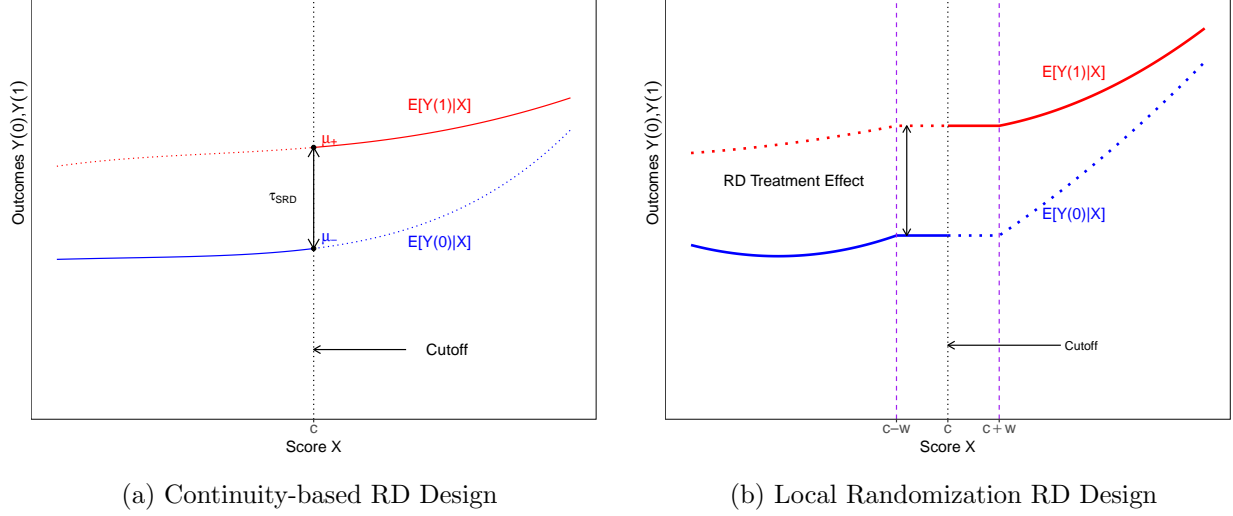 Outcomes Y(0),Y(1)
E[Y(1)|X]
μ+
τSRD
μ−
E[Y(0)|X]
Cutoff
c
Score X
(a) Continuity-based RD Design
Outcomes Y(0),Y(1)
E[Y(1)|X]
RD Treatment Effect
E[Y(0)|X]
Cutoff
c−w c c+w
Score X
(b) Local Randomization RD Design